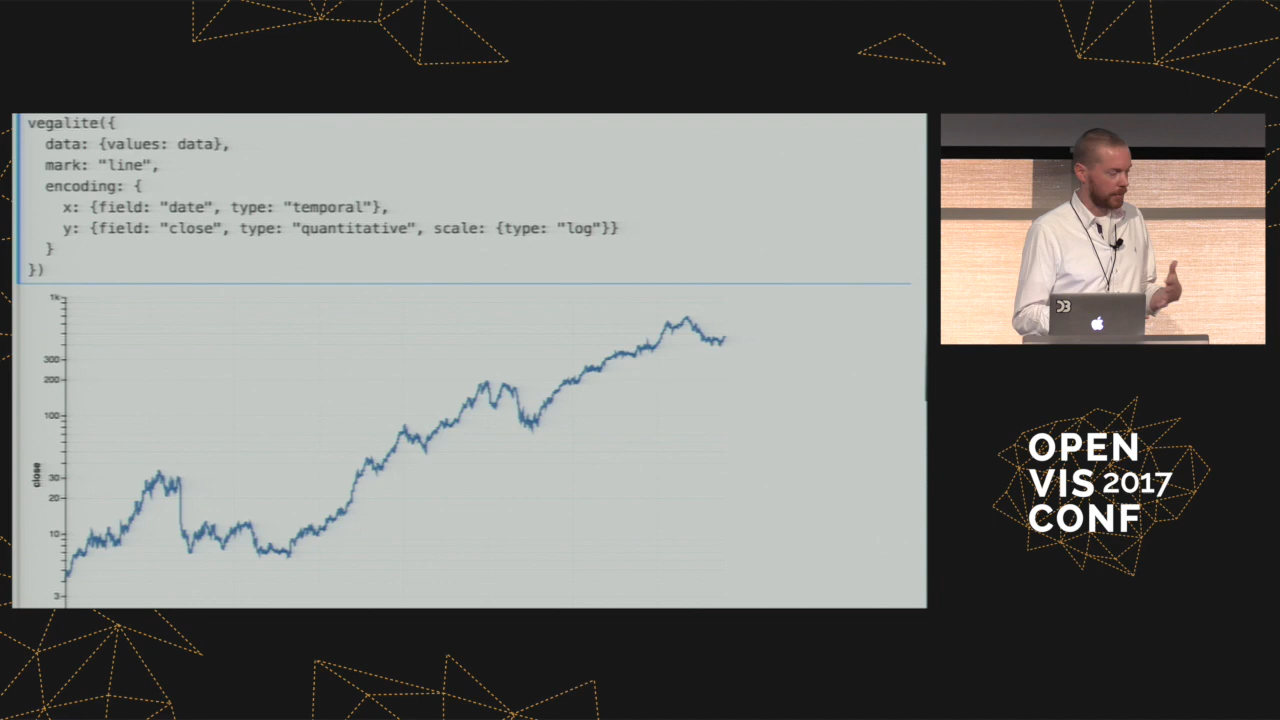 vegalite({
data: {values: data},
mark: "line",
encoding: {
x: {field: "date", type: "temporal"},
y: {field: "close", type: "quantitative", scale: {type: "log"}}
}
})
1k
300
200
100
close
30
20
10
3
D3
OPEN
VIS 2017
CONF